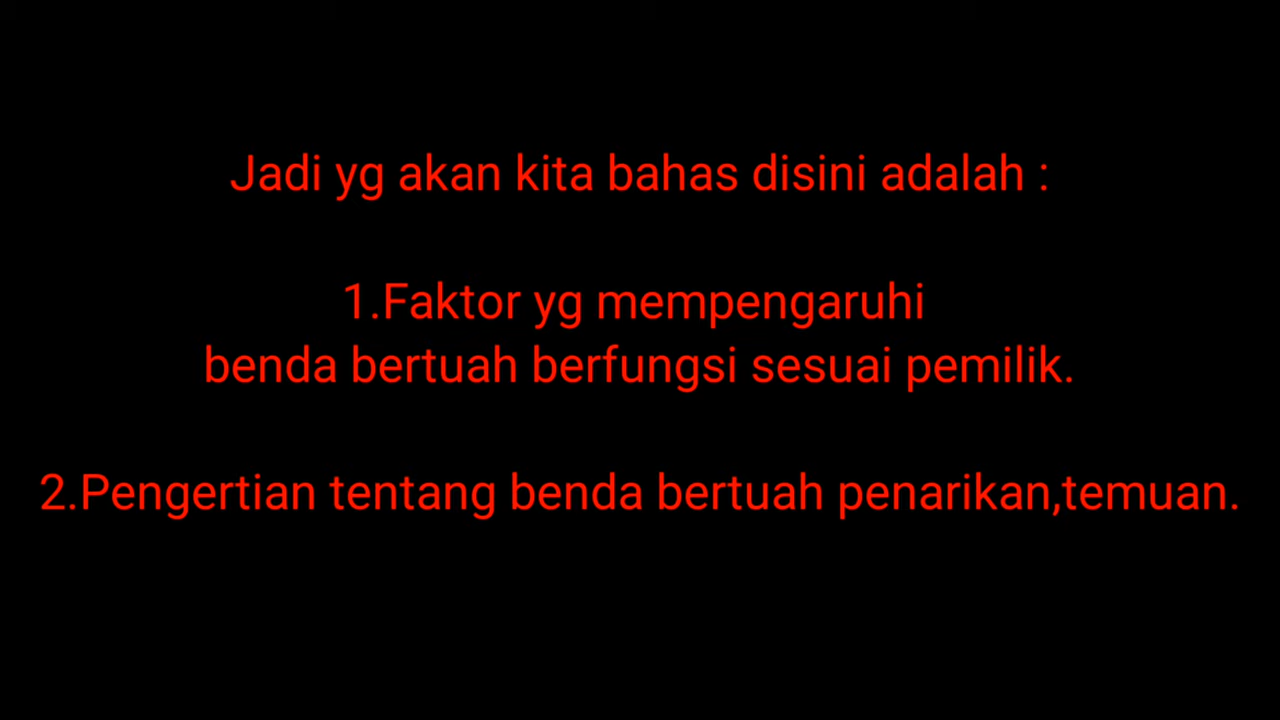 Jadi yg akan kita bahas disini adalah :
1.Faktor yg mempengaruhi
benda bertuah berfungsi sesuai pemilik.
2.Pengertian tentang benda bertuah penarikan,temuan.